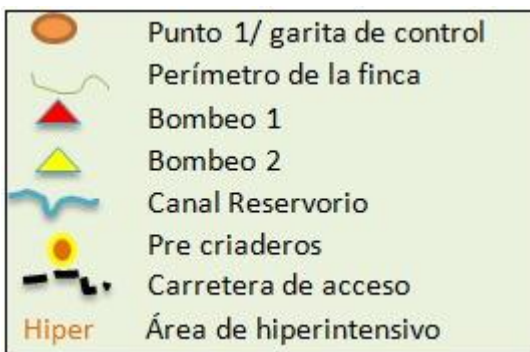 Punto 1/ garita de control
Perímetro de la finca
Bombeo 1
Bombeo 2
Canal Reservorio
Pre criaderos
Carretera de acceso
Hiper Área de hiperintensivo